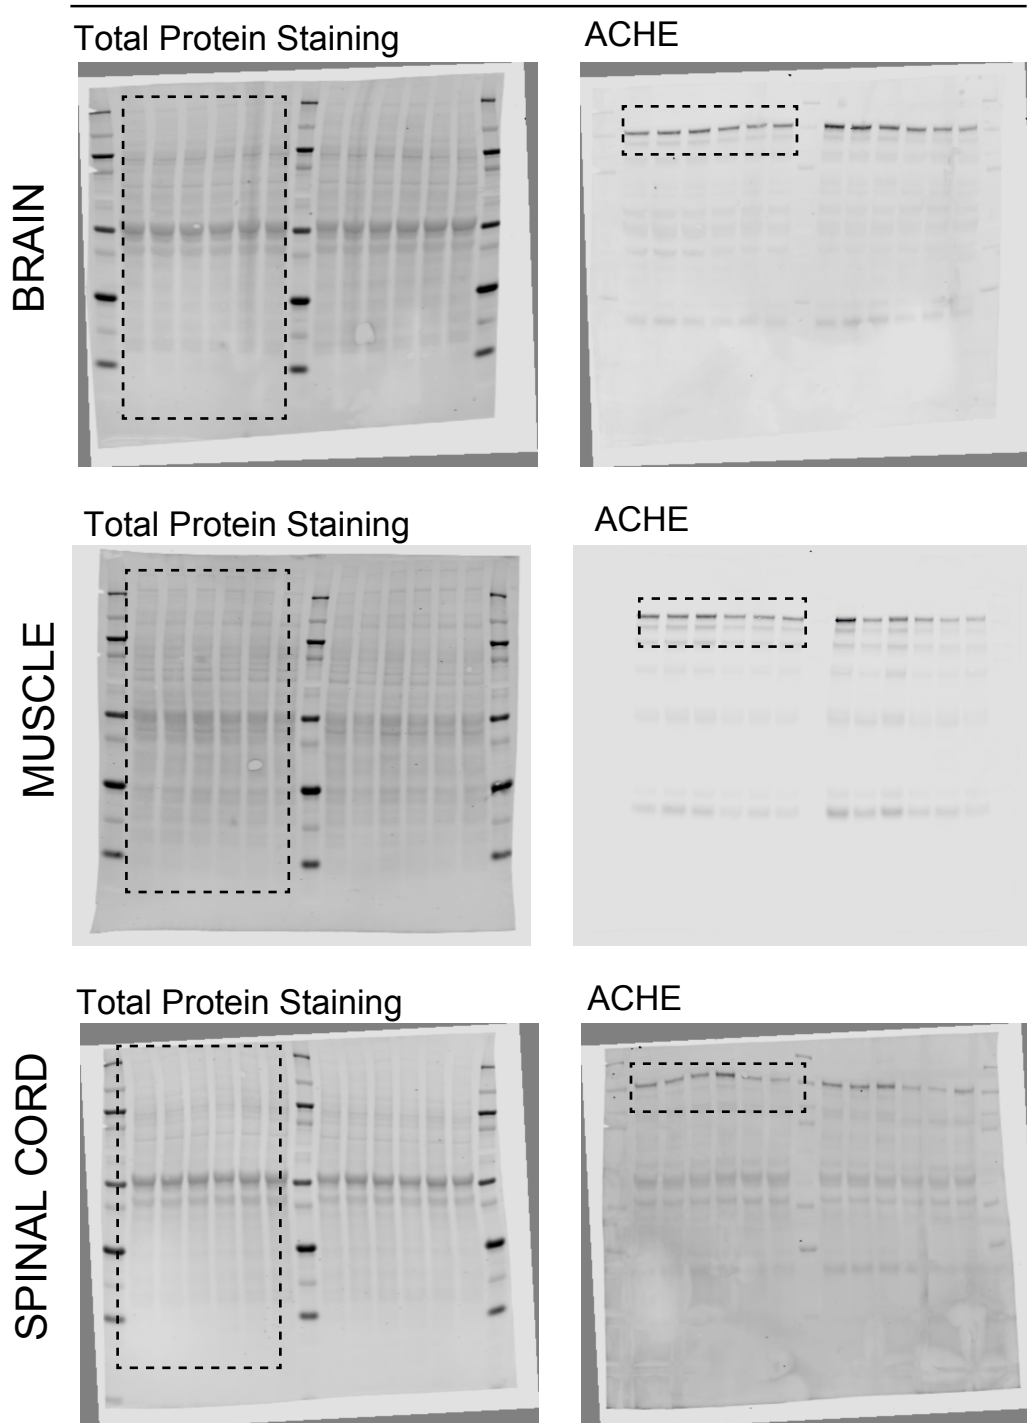 Total Protein Staining
ACHE
BRAIN
Total Protein Staining
ACHE
MUSCLE
Total Protein Staining
ACHE
SPINAL CORD